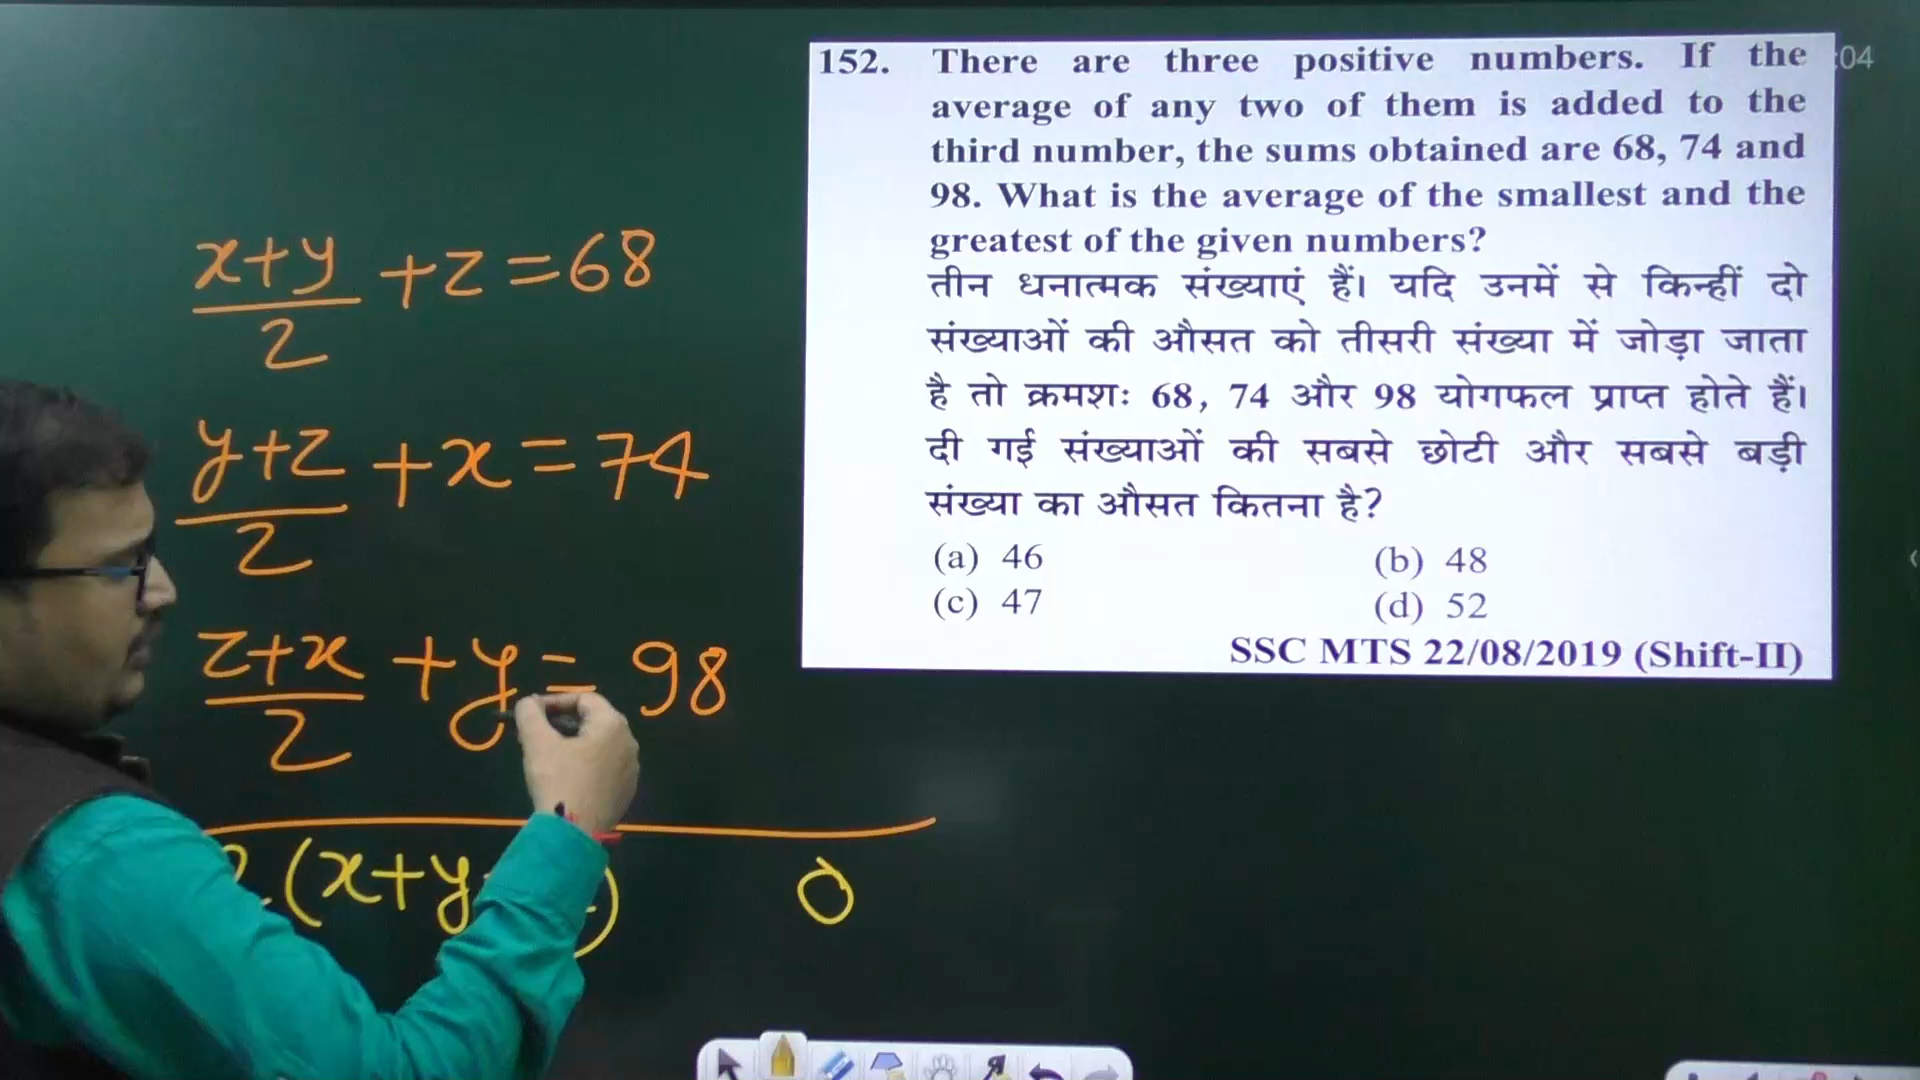 152. There are three positive numbers. If the
average of any two of them is added to the
third number, the sums obtained are 68, 74 and
98. What is the average of the smallest and the
greatest of the given numbers?
तीन धनात्मक संख्याएं हैं। यदि उनमें से किन्हीं दो
संख्याओं की औसत को तीसरी संख्या में जोड़ा जाता
है तो क्रमशः 68, 74 और 98 योगफल प्राप्त होते हैं।
दी गई संख्याओं की सबसे छोटी और सबसे बड़ी
संख्या का औसत कितना है?
(a) 46 (b) 48
(c) 47 (d) 52
SSC MTS 22/08/2019 (Shift-II)
:04
x+y
2
+z=68
y+z
2
+x=74
z+x
2
+y=98
(x+y
)
0